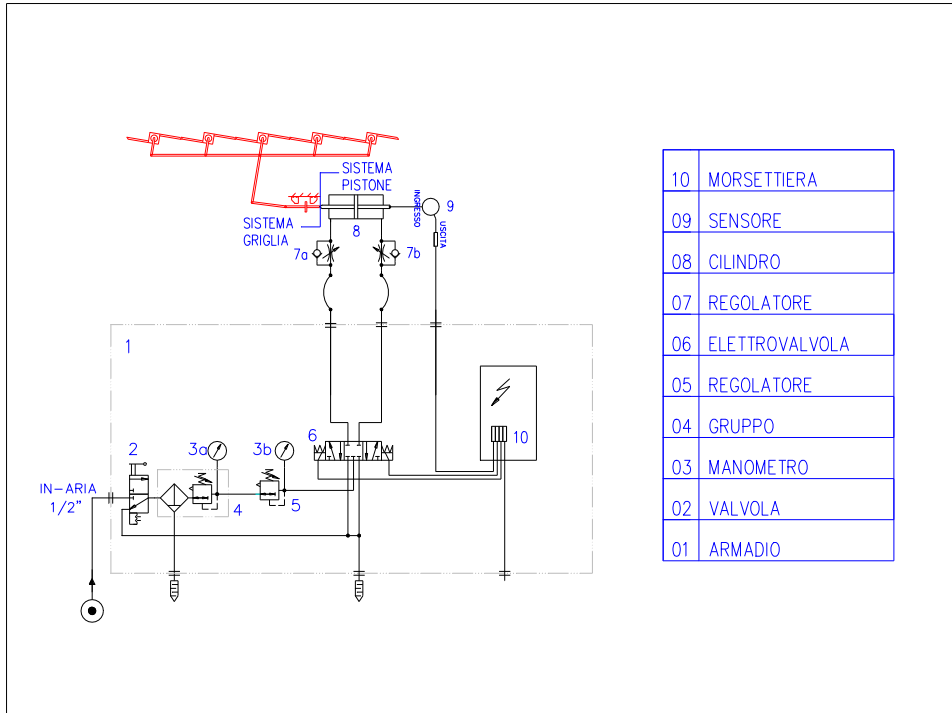 SISTEMA
PISTONE
INGRESSO
9
USCITA
SISTEMA
GRIGLIA
8
7a
7b
1
6
2
3a
3b
10
IN-ARIA
1/2"
4
5
10 MORSETTIERA
09 SENSORE
08 CILINDRO
07 REGOLATORE
06 ELETTROVALVOLA
05 REGOLATORE
04 GRUPPO
03 MANOMETRO
02 VALVOLA
01 ARMADIO